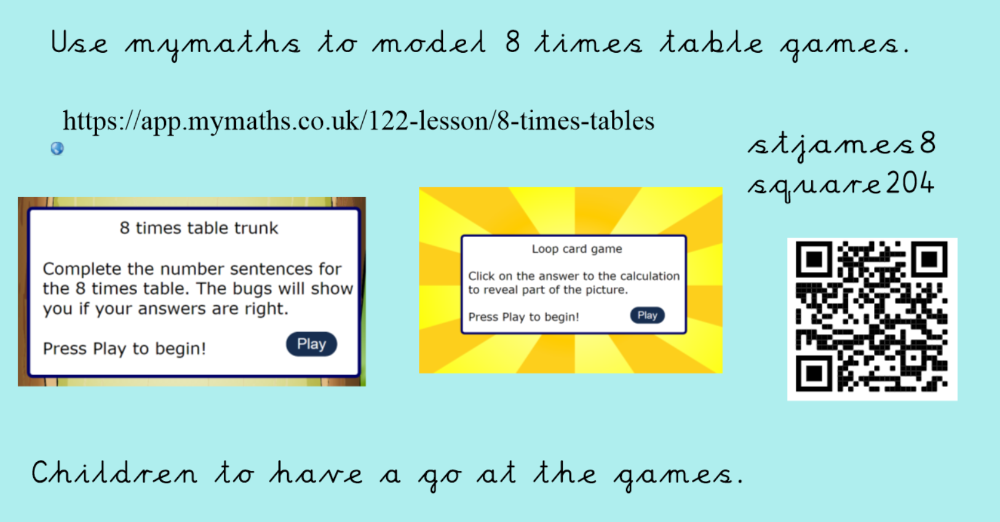 Use mymaths to model 8 times table games.
https://app.mymaths.co.uk/122-lesson/8-times-tables
stjames8
square204
8 times table trunk
Complete the number sentences for
the 8 times table. The bugs will show
you if your answers are right.
Press Play to begin!
Play
Loop card game
Click on the answer to the calculation
to reveal part of the picture.
Press Play to begin!
Play
Children to have a go at the games.